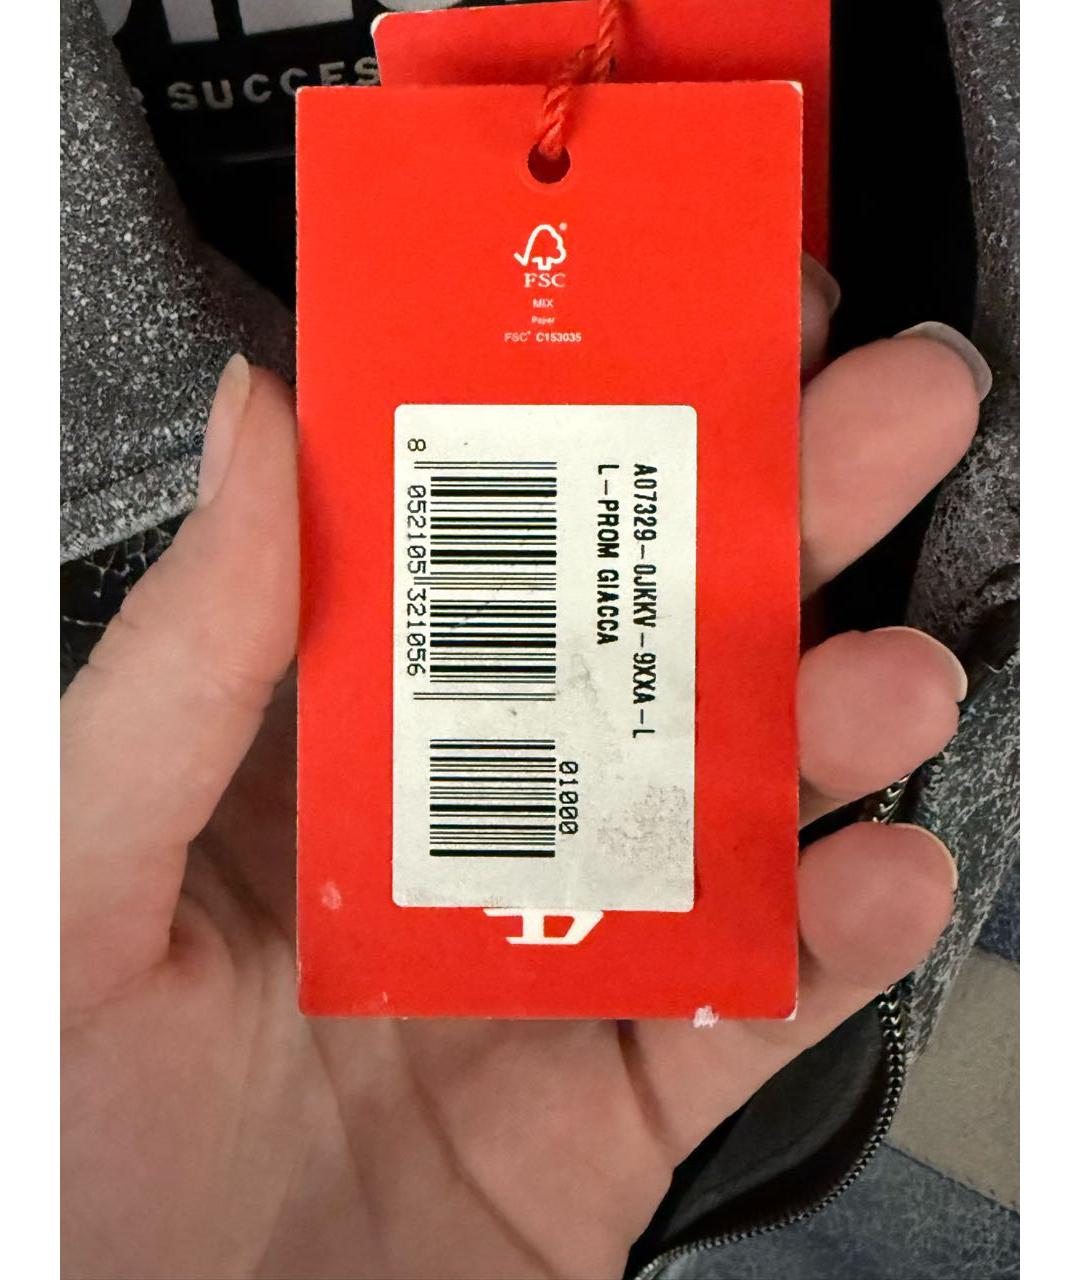 SUCCES
FSC
MIX
Paper
FSC® C153035
A07329-0JKKV-9XXA-L
L-PROM GIACCA
8 052105 321056
01000